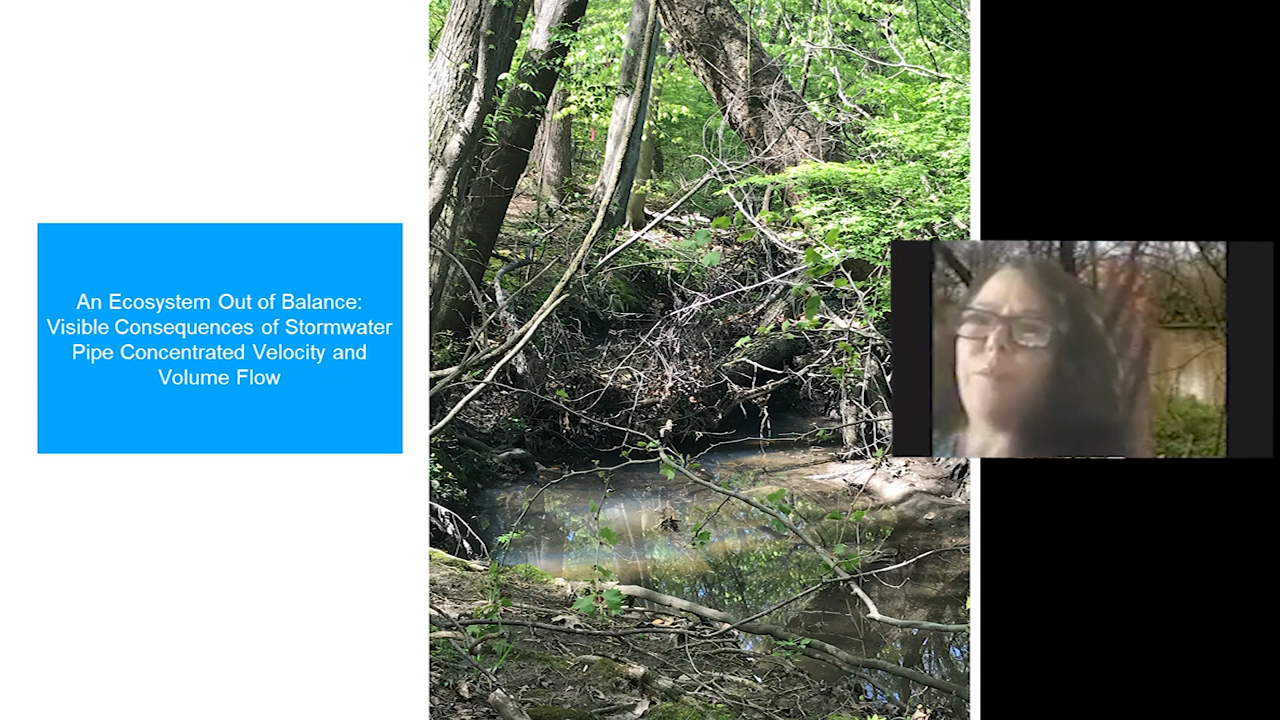 An Ecosystem Out of Balance:
Visible Consequences of Stormwater
Pipe Concentrated Velocity and
Volume Flow